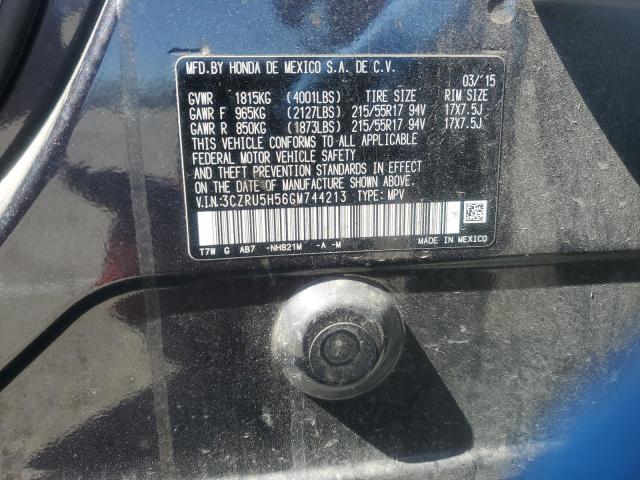 MFD.BY HONDA DE MEXICO S.A. DE C.V.
03/'15
GVWR 1815KG (4001LBS) TIRE SIZE RIM SIZE
GAWR F 965KG (2127LBS) 215/55R17 94V 17X7.5J
GAWR R 850KG (1873LBS) 215/55R17 94V 17X7.5J
THIS VEHICLE CONFORMS TO ALL APPLICABLE
FEDERAL MOTOR VEHICLE SAFETY
AND THEFT PREVENTION STANDARDS IN EFFECT
ON THE DATE OF MANUFACTURE SHOWN ABOVE.
V.I.N:3CZRU5H56GM744213 TYPE: MPV
T7W G AB7 -NH821M -A -M MADE IN MEXICO